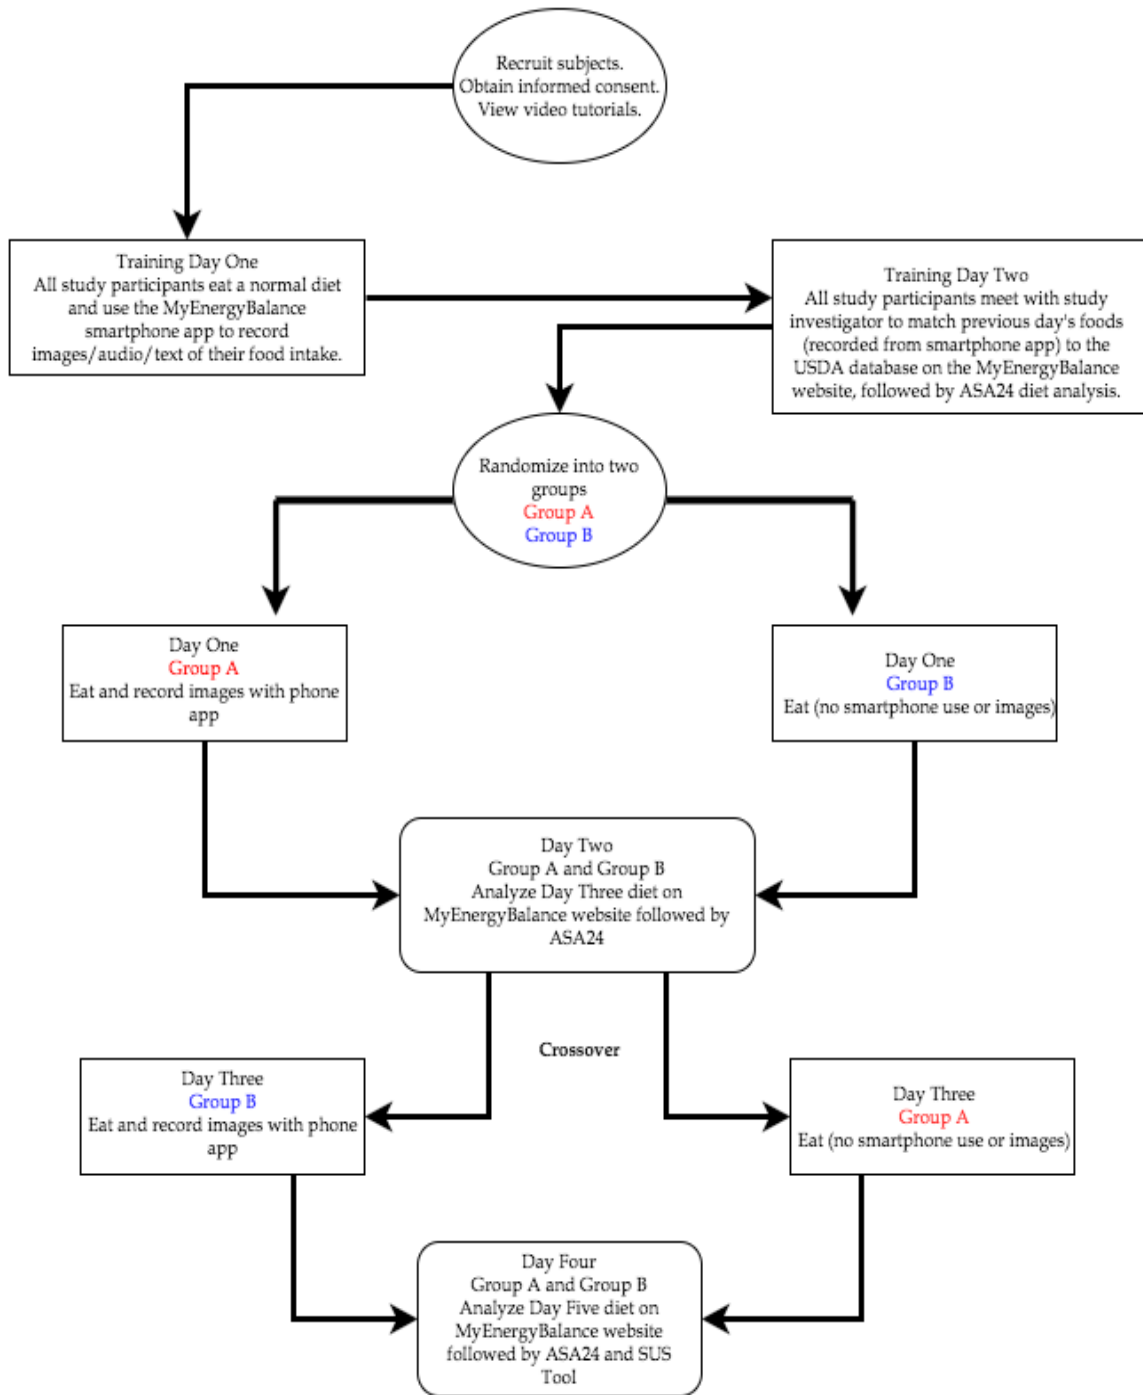 Recruit subjects.
Obtain informed consent.
View video tutorials.
Training Day One
All study participants eat a normal diet
and use the MyEnergyBalance
smartphone app to record
images/audio/text of their food intake.
Training Day Two
All study participants meet with study
investigator to match previous day's foods
(recorded from smartphone app) to the
USDA database on the MyEnergyBalance
website, followed by ASA24 diet analysis.
Randomize into two
groups
Group A
Group B
Day One
Group A
Eat and record images with phone
app
Day One
Group B
Eat (no smartphone use or images)
Day Two
Group A and Group B
Analyze Day Three diet on
MyEnergyBalance website followed by
ASA24
Crossover
Day Three
Group B
Eat and record images with phone
app
Day Three
Group A
Eat (no smartphone use or images)
Day Four
Group A and Group B
Analyze Day Five diet on
MyEnergyBalance website
followed by ASA24 and SUS
Tool